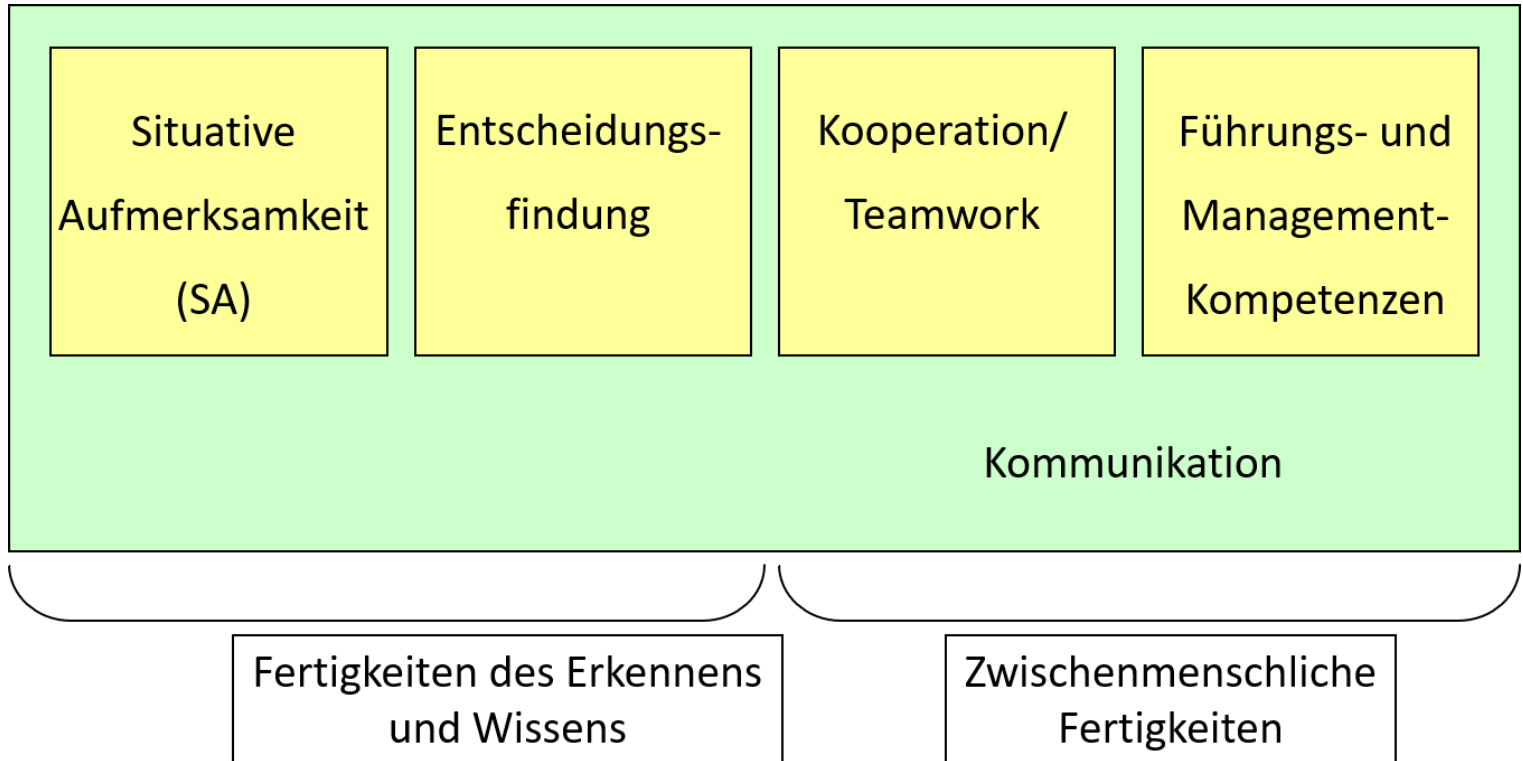 Situative
Aufmerksamkeit
(SA)
Entscheidungs-
findung
Kooperation/
Teamwork
Führungs- und
Management-
Kompetenzen
Kommunikation
Fertigkeiten des Erkennens
und Wissens
Zwischenmenschliche
Fertigkeiten